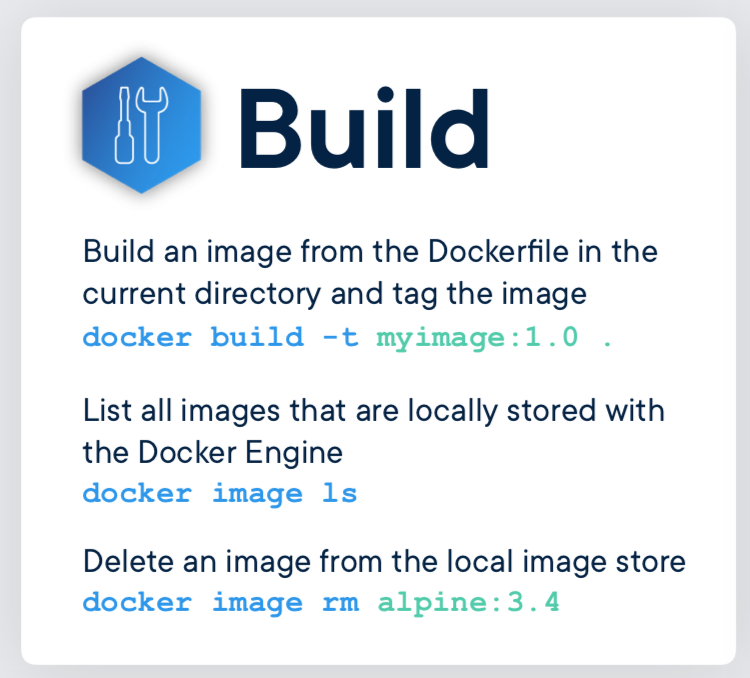 Build
Build an image from the Dockerfile in the
current directory and tag the image
docker build -t myimage:1.0 .
List all images that are locally stored with
the Docker Engine
docker image ls
Delete an image from the local image store
docker image rm alpine:3.4